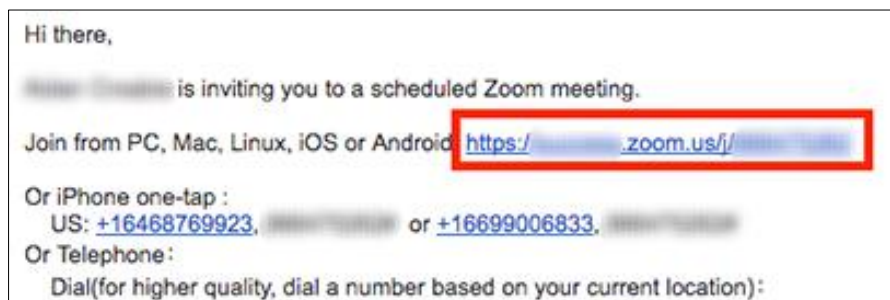 Hi there,
is inviting you to a scheduled Zoom meeting.
Join from PC, Mac, Linux, iOS or Android https:/ .zoom.us/j/
Or iPhone one-tap :
US: +16468769923, or +16699006833,
Or Telephone:
Dial(for higher quality, dial a number based on your current location):